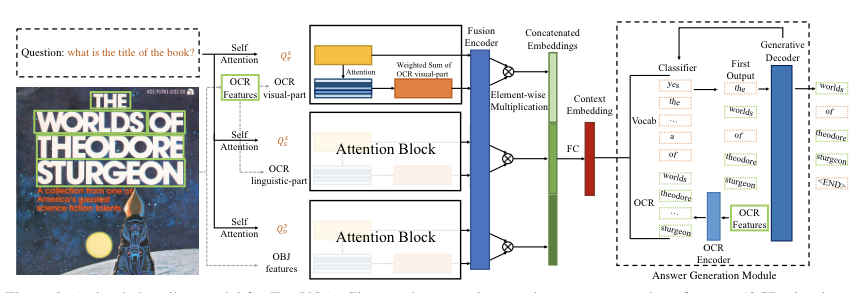 Question: what is the title of the book?
Self
Attention
Q_v^s
OCR
Features
OCR
visual-part
Self
Attention
Q_s^s
OCR
linguistic-part
Self
Attention
Q_o^s
OBJ
features
Attention
Weighted Sum of
OCR visual-part
Attention Block
Attention Block
Fusion
Encoder
Element-wise
Multiplication
Concatenated
Embeddings
FC
Context
Embedding
Classifier
Vocab
yes
the
...
a
of
OCR
worlds
theodore
...
sturgeon
First
Output
the
worlds
of
theodore
sturgeon
OCR
Features
OCR
Encoder
Generative
Decoder
worlds
of
theodore
sturgeon
<END>
Answer Generation Module
THE
WORLDS OF
THEODORE
STURGEON
A collection from one of
America's greatest
science fiction talents